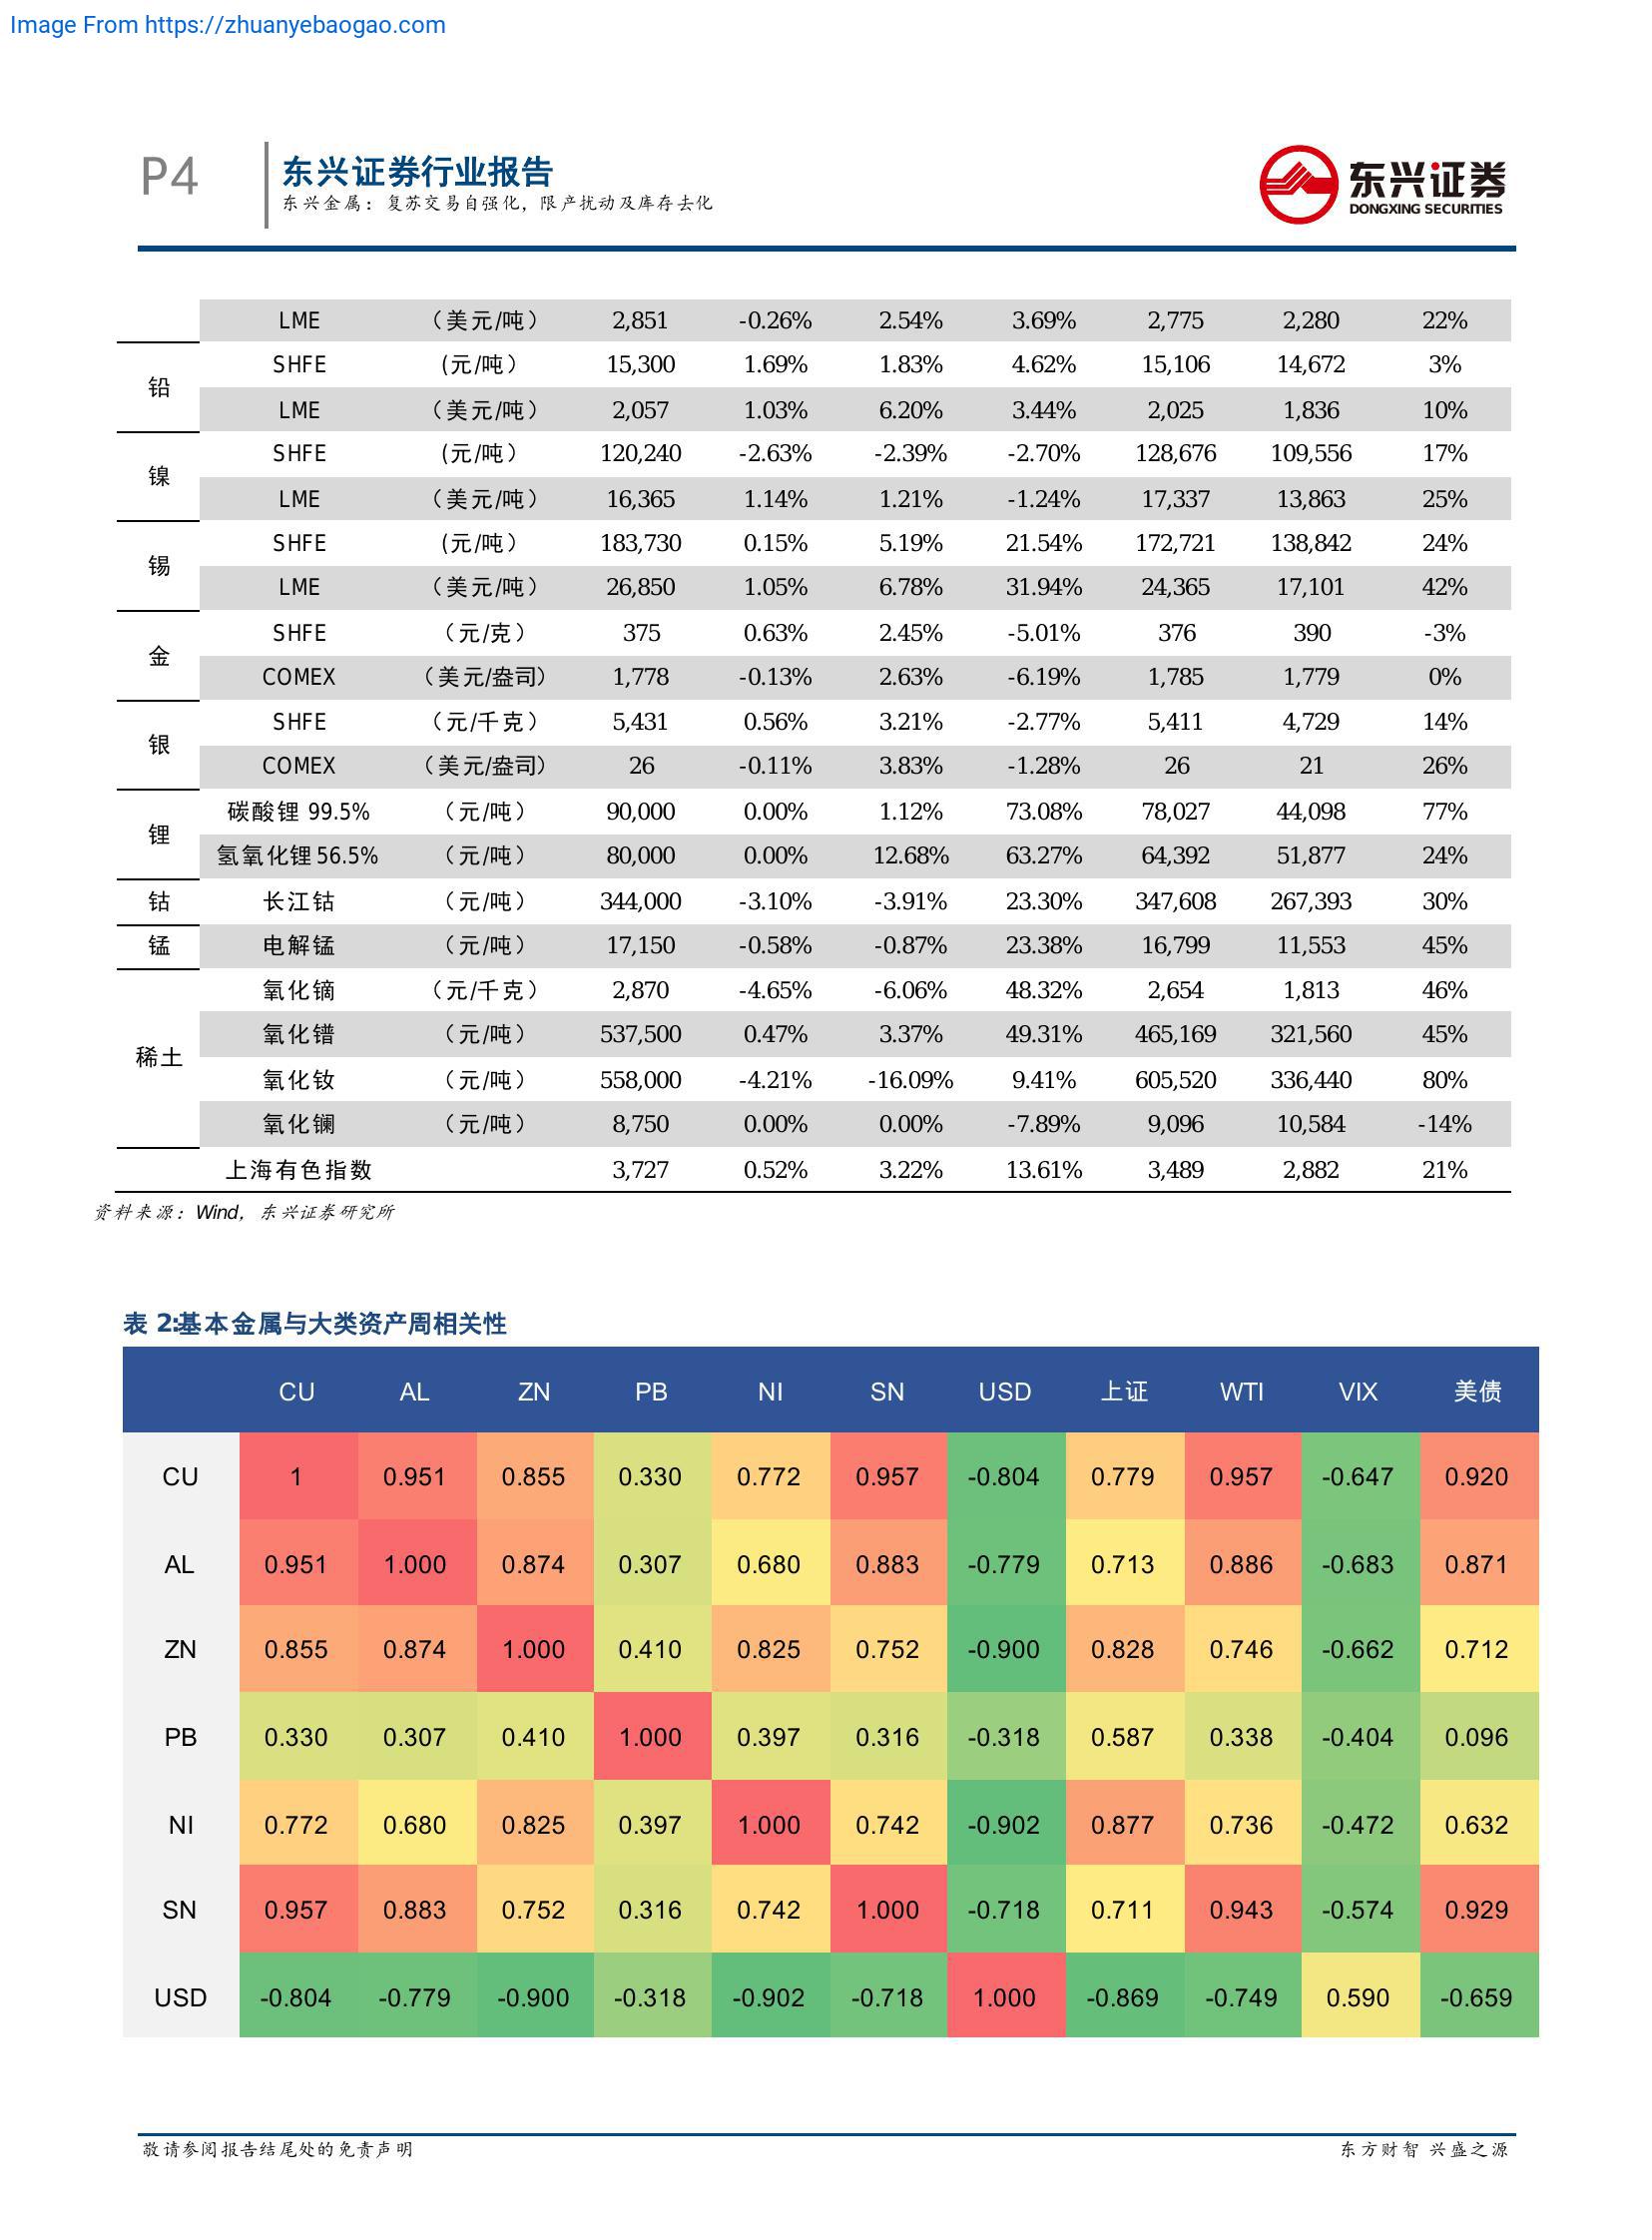 Image From https://zhuanyebaogao.com
P4
东兴证券行业报告
东兴金属：复苏交易自强化，限产扰动及库存去化
东兴证券
DONGXING SECURITIES
LME （美元/吨） 2,851 -0.26% 2.54% 3.69% 2,775 2,280 22%
铅 SHFE (元/吨） 15,300 1.69% 1.83% 4.62% 15,106 14,672 3%
LME （美元/吨） 2,057 1.03% 6.20% 3.44% 2,025 1,836 10%
镍 SHFE (元/吨） 120,240 -2.63% -2.39% -2.70% 128,676 109,556 17%
LME （美元/吨） 16,365 1.14% 1.21% -1.24% 17,337 13,863 25%
锡 SHFE (元/吨） 183,730 0.15% 5.19% 21.54% 172,721 138,842 24%
LME （美元/吨） 26,850 1.05% 6.78% 31.94% 24,365 17,101 42%
金 SHFE （元/克） 375 0.63% 2.45% -5.01% 376 390 -3%
COMEX （美元/盎司） 1,778 -0.13% 2.63% -6.19% 1,785 1,779 0%
银 SHFE （元/千克） 5,431 0.56% 3.21% -2.77% 5,411 4,729 14%
COMEX （美元/盎司） 26 -0.11% 3.83% -1.28% 26 21 26%
锂 碳酸锂 99.5% （元/吨） 90,000 0.00% 1.12% 73.08% 78,027 44,098 77%
氢氧化锂 56.5% （元/吨） 80,000 0.00% 12.68% 63.27% 64,392 51,877 24%
钴 长江钴 （元/吨） 344,000 -3.10% -3.91% 23.30% 347,608 267,393 30%
锰 电解锰 （元/吨） 17,150 -0.58% -0.87% 23.38% 16,799 11,553 45%
稀土 氧化镝 （元/千克） 2,870 -4.65% -6.06% 48.32% 2,654 1,813 46%
氧化镨 （元/吨） 537,500 0.47% 3.37% 49.31% 465,169 321,560 45%
氧化钕 （元/吨） 558,000 -4.21% -16.09% 9.41% 605,520 336,440 80%
氧化镧 （元/吨） 8,750 0.00% 0.00% -7.89% 9,096 10,584 -14%
上海有色指数 3,727 0.52% 3.22% 13.61% 3,489 2,882 21%
资料来源：Wind，东兴证券研究所
表 2:基本金属与大类资产周相关性
CU AL ZN PB NI SN USD 上证 WTI VIX 美债
CU 1 0.951 0.855 0.330 0.772 0.957 -0.804 0.779 0.957 -0.647 0.920
AL 0.951 1.000 0.874 0.307 0.680 0.883 -0.779 0.713 0.886 -0.683 0.871
ZN 0.855 0.874 1.000 0.410 0.825 0.752 -0.900 0.828 0.746 -0.662 0.712
PB 0.330 0.307 0.410 1.000 0.397 0.316 -0.318 0.587 0.338 -0.404 0.096
NI 0.772 0.680 0.825 0.397 1.000 0.742 -0.902 0.877 0.736 -0.472 0.632
SN 0.957 0.883 0.752 0.316 0.742 1.000 -0.718 0.711 0.943 -0.574 0.929
USD -0.804 -0.779 -0.900 -0.318 -0.902 -0.718 1.000 -0.869 -0.749 0.590 -0.659
敬请参阅报告结尾处的免责声明
东方财智 兴盛之源